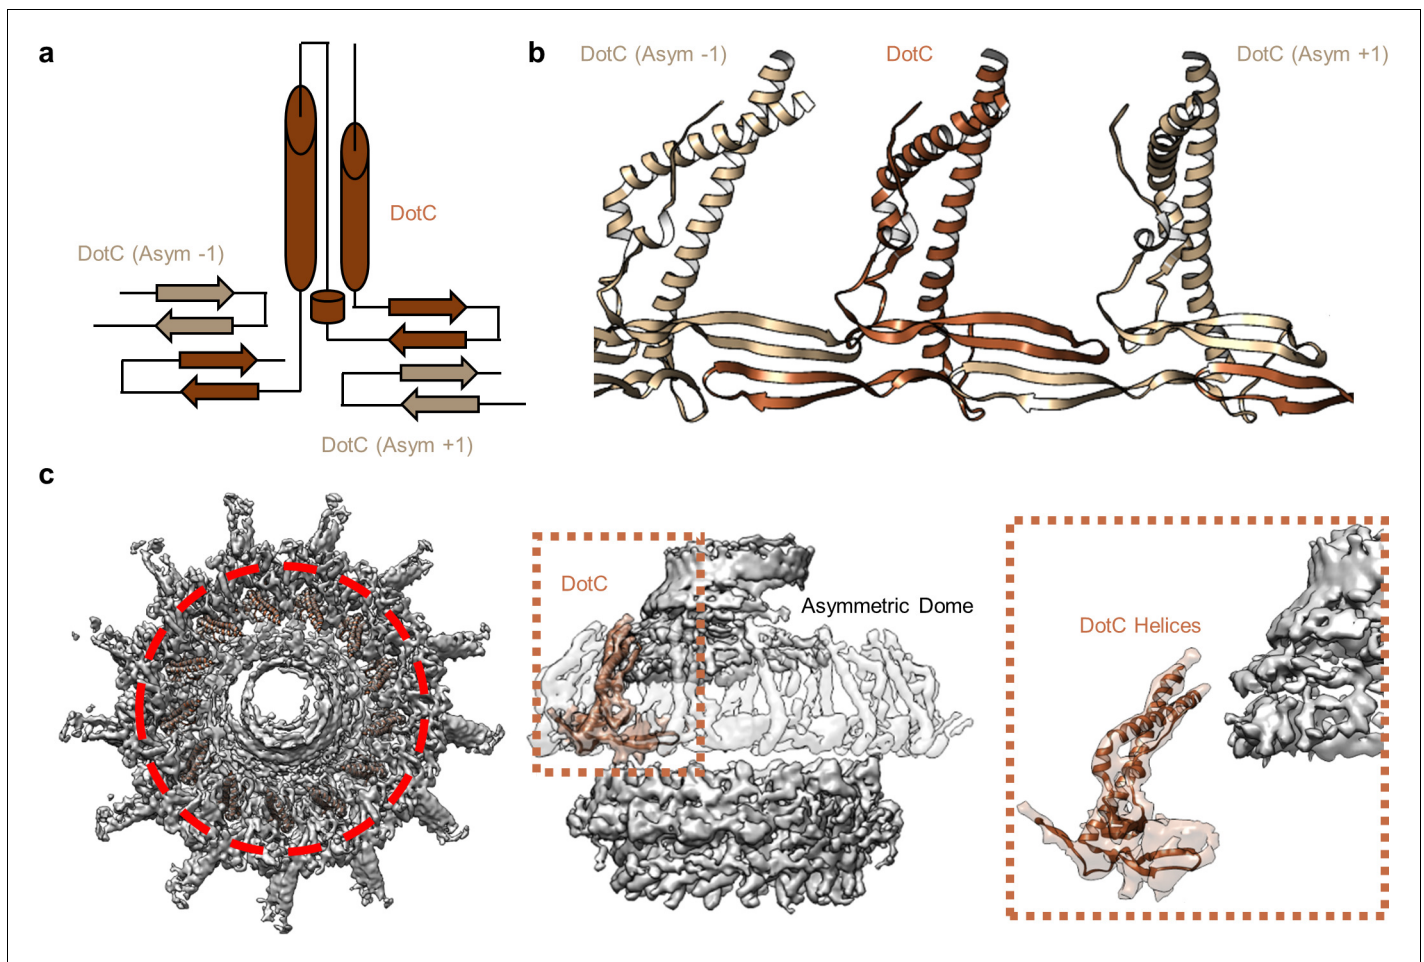 a
DotC
DotC (Asym -1)
DotC (Asym +1)
b
DotC (Asym -1)
DotC
DotC (Asym +1)
c
DotC
Asymmetric Dome
DotC Helices